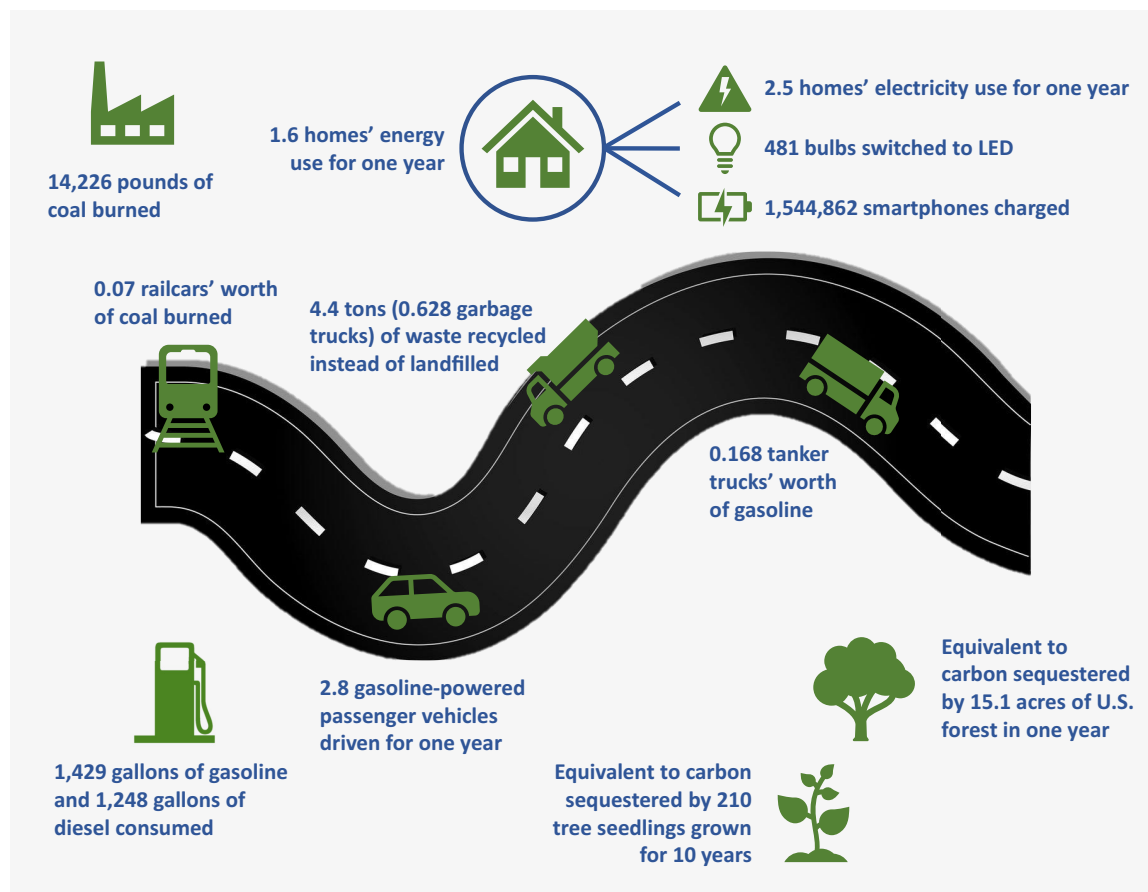 14,226 pounds of
coal burned
1.6 homes’ energy
use for one year
2.5 homes’ electricity use for one year
481 bulbs switched to LED
1,544,862 smartphones charged
0.07 railcars’ worth
of coal burned
4.4 tons (0.628 garbage
trucks) of waste recycled
instead of landfilled
0.168 tanker
trucks’ worth
of gasoline
1,429 gallons of gasoline
and 1,248 gallons of
diesel consumed
2.8 gasoline-powered
passenger vehicles
driven for one year
Equivalent to
carbon sequestered
by 15.1 acres of U.S.
forest in one year
Equivalent to carbon
sequestered by 210
tree seedlings grown
for 10 years